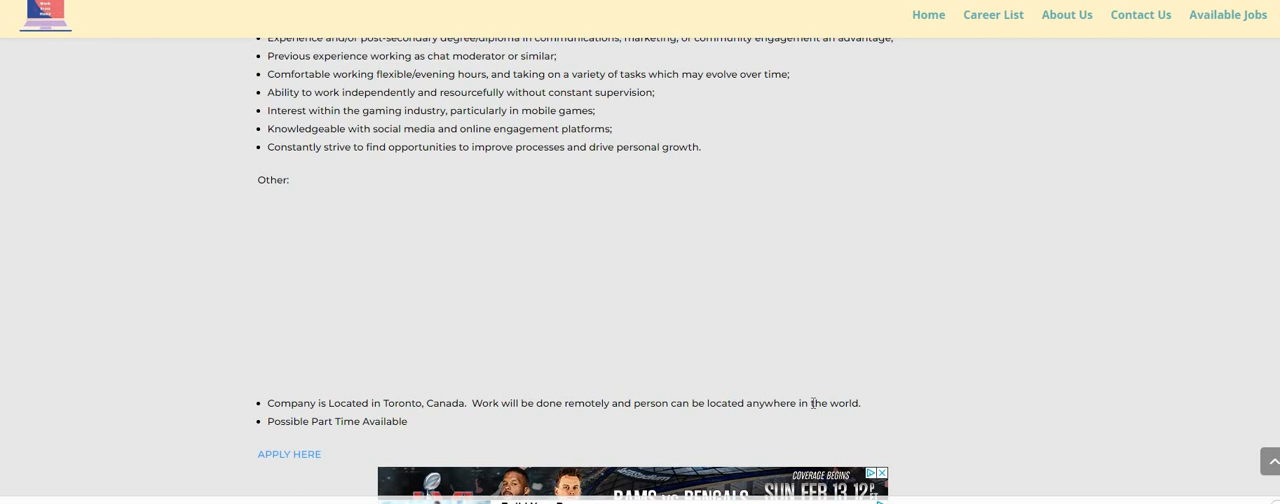 Home Career List About Us Contact Us Available Jobs
Experience and/or post-secondary degree/diploma in communications, marketing, or community engagement an advantage;
Previous experience working as chat moderator or similar;
Comfortable working flexible/evening hours, and taking on a variety of tasks which may evolve over time;
Ability to work independently and resourcefully without constant supervision;
Interest within the gaming industry, particularly in mobile games;
Knowledgeable with social media and online engagement platforms;
Constantly strive to find opportunities to improve processes and drive personal growth.
Other:
Company is Located in Toronto, Canada.  Work will be done remotely and person can be located anywhere in the world.
Possible Part Time Available
APPLY HERE
COVERAGE BEGINS
RAMS VS BENGALS SUN FEB 13, 12P